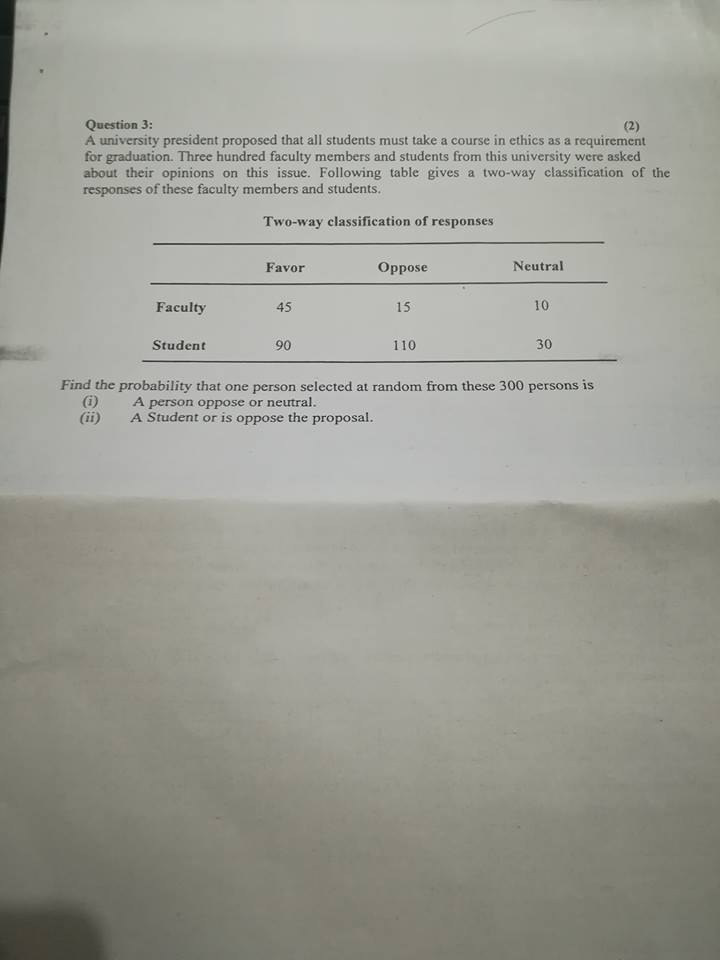 Question 3: (2)
A university president proposed that all students must take a course in ethics as a requirement
for graduation. Three hundred faculty members and students from this university were asked
about their opinions on this issue. Following table gives a two-way classification of the
responses of these faculty members and students.
Two-way classification of responses
Favor Oppose Neutral
Faculty 45 15 10
Student 90 110 30
Find the probability that one person selected at random from these 300 persons is
(i) A person oppose or neutral.
(ii) A Student or is oppose the proposal.